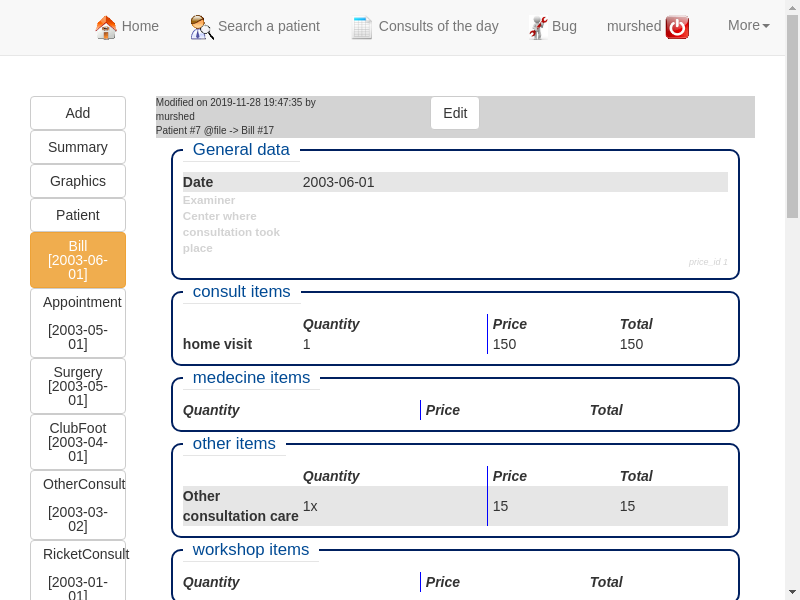 Home Search a patient Consults of the day Bug murshed More
Add
Summary
Graphics
Patient
Bill
[2003-06-
01]
Appointment
[2003-05-
01]
Surgery
[2003-05-
01]
ClubFoot
[2003-04-
01]
OtherConsult
[2003-03-
02]
RicketConsult
[2003-01-
01]
Modified on 2019-11-28 19:47:35 by
murshed
Patient #7 @file -> Bill #17
Edit
General data
Date 2003-06-01
Examiner
Center where
consultation took
place
price_id 1
consult items
Quantity Price Total
home visit 1 150 150
medecine items
Quantity Price Total
other items
Quantity Price Total
Other
consultation care 1x 15 15
workshop items
Quantity Price Total